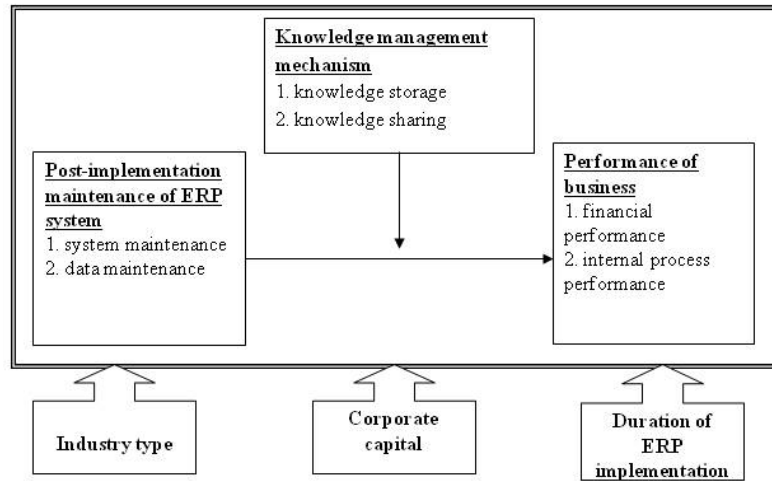 Knowledge management
mechanism
1. knowledge storage
2. knowledge sharing
Post-implementation
maintenance of ERP
system
1. system maintenance
2. data maintenance
Performance of
business
1. financial
performance
2. internal process
performance
Industry type
Corporate
capital
Duration of
ERP
implementation